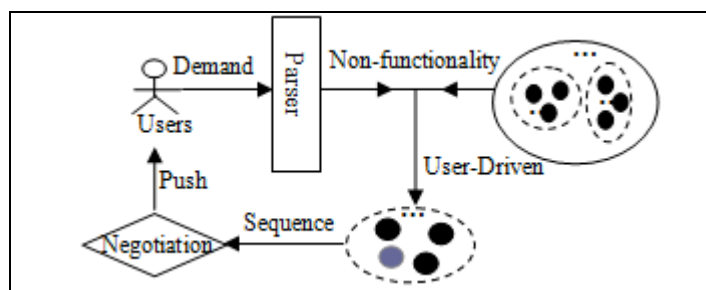 Demand
Parser
Non-functionality
...
Users
User-Driven
Push
...
Sequence
Negotiation